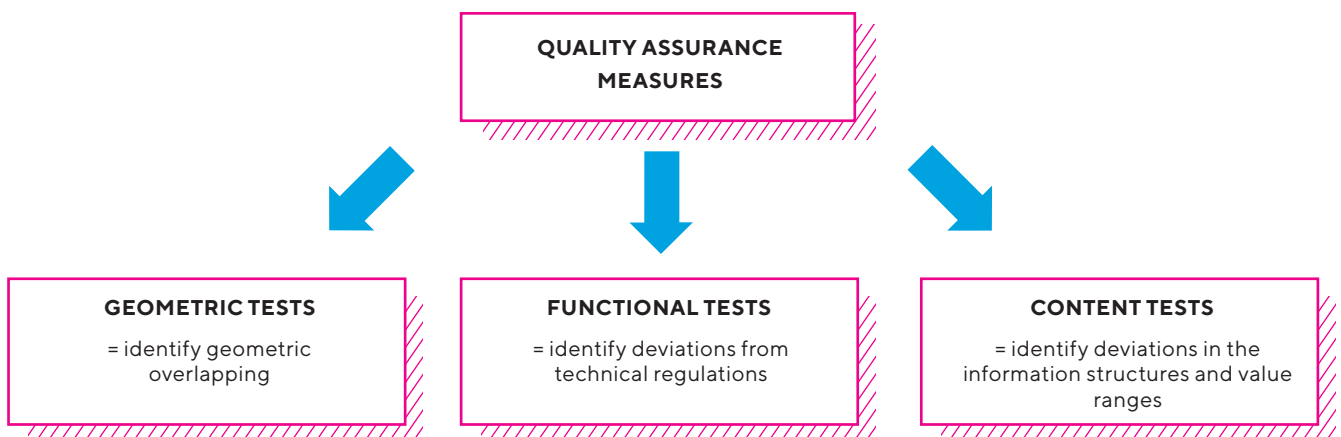 QUALITY ASSURANCE
MEASURES
GEOMETRIC TESTS
= identify geometric
overlapping
FUNCTIONAL TESTS
= identify deviations from
technical regulations
CONTENT TESTS
= identify deviations in the
information structures and value
ranges